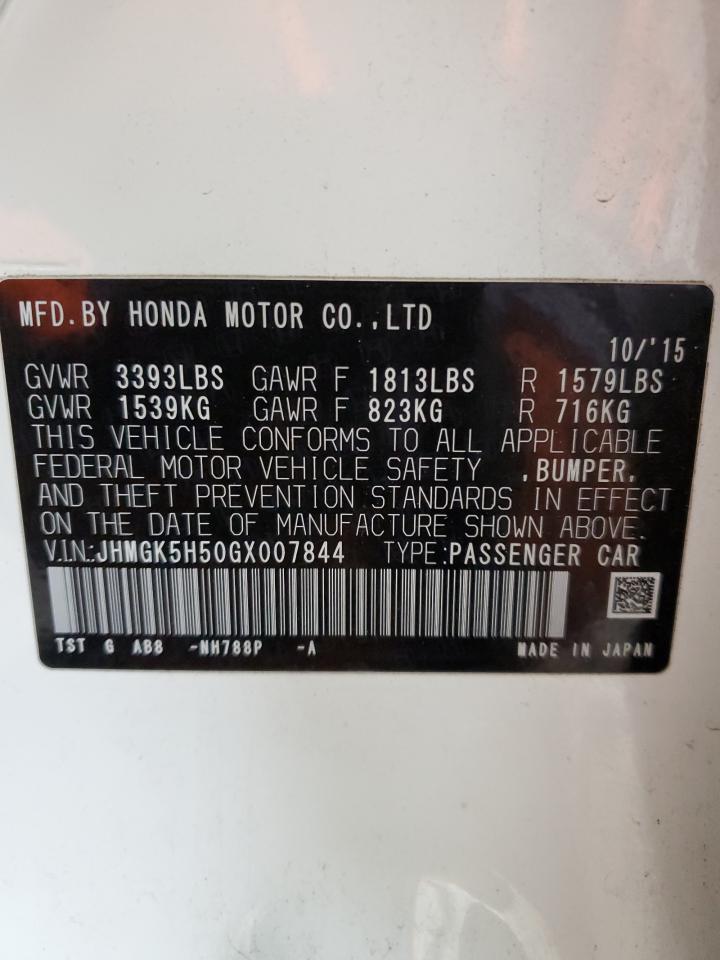 MFD.BY HONDA MOTOR CO.,LTD
10/'15
GVWR 3393LBS GAWR F 1813LBS R 1579LBS
GVWR 1539KG GAWR F 823KG R 716KG
THIS VEHICLE CONFORMS TO ALL APPLICABLE
FEDERAL MOTOR VEHICLE SAFETY ,BUMPER,
AND THEFT PREVENTION STANDARDS IN EFFECT
ON THE DATE OF MANUFACTURE SHOWN ABOVE.
V.I.N.:JHMGK5H50GX007844 TYPE:PASSENGER CAR
TST G AB8 -NH788P -A MADE IN JAPAN